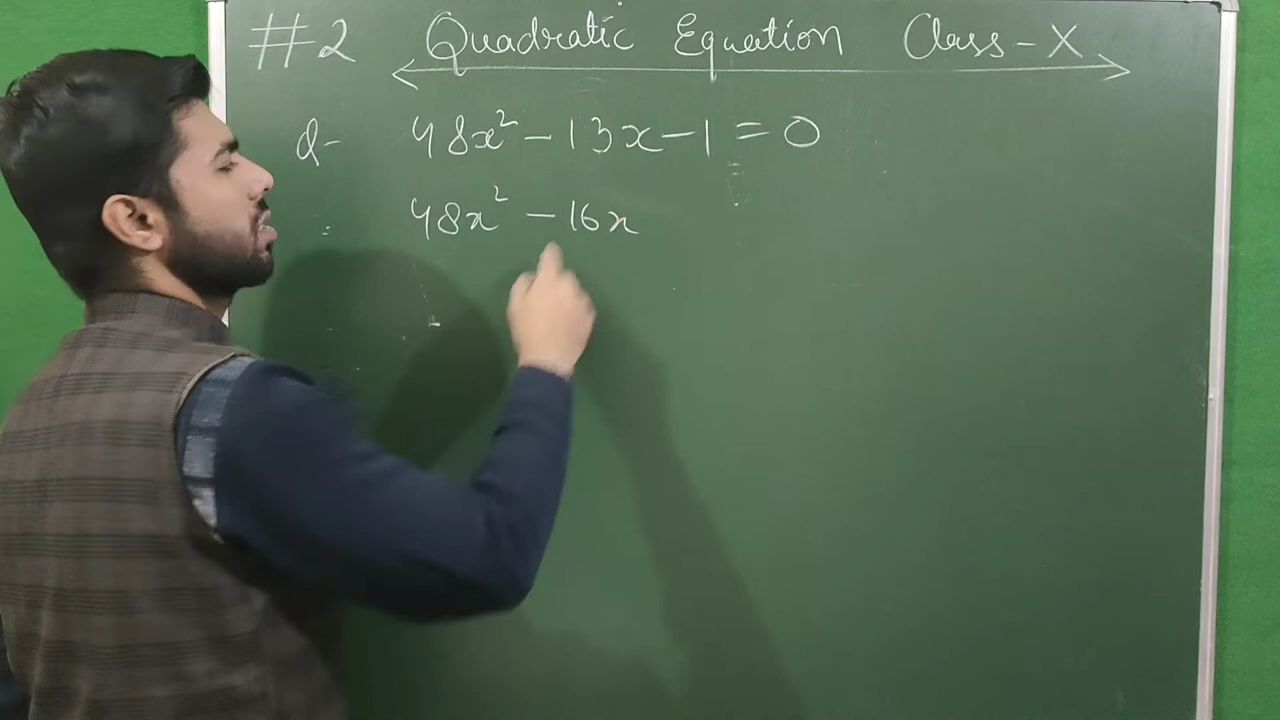 #2 Quadratic Equation Class - X
Q- 48x² - 13x - 1 = 0
48x² - 16x